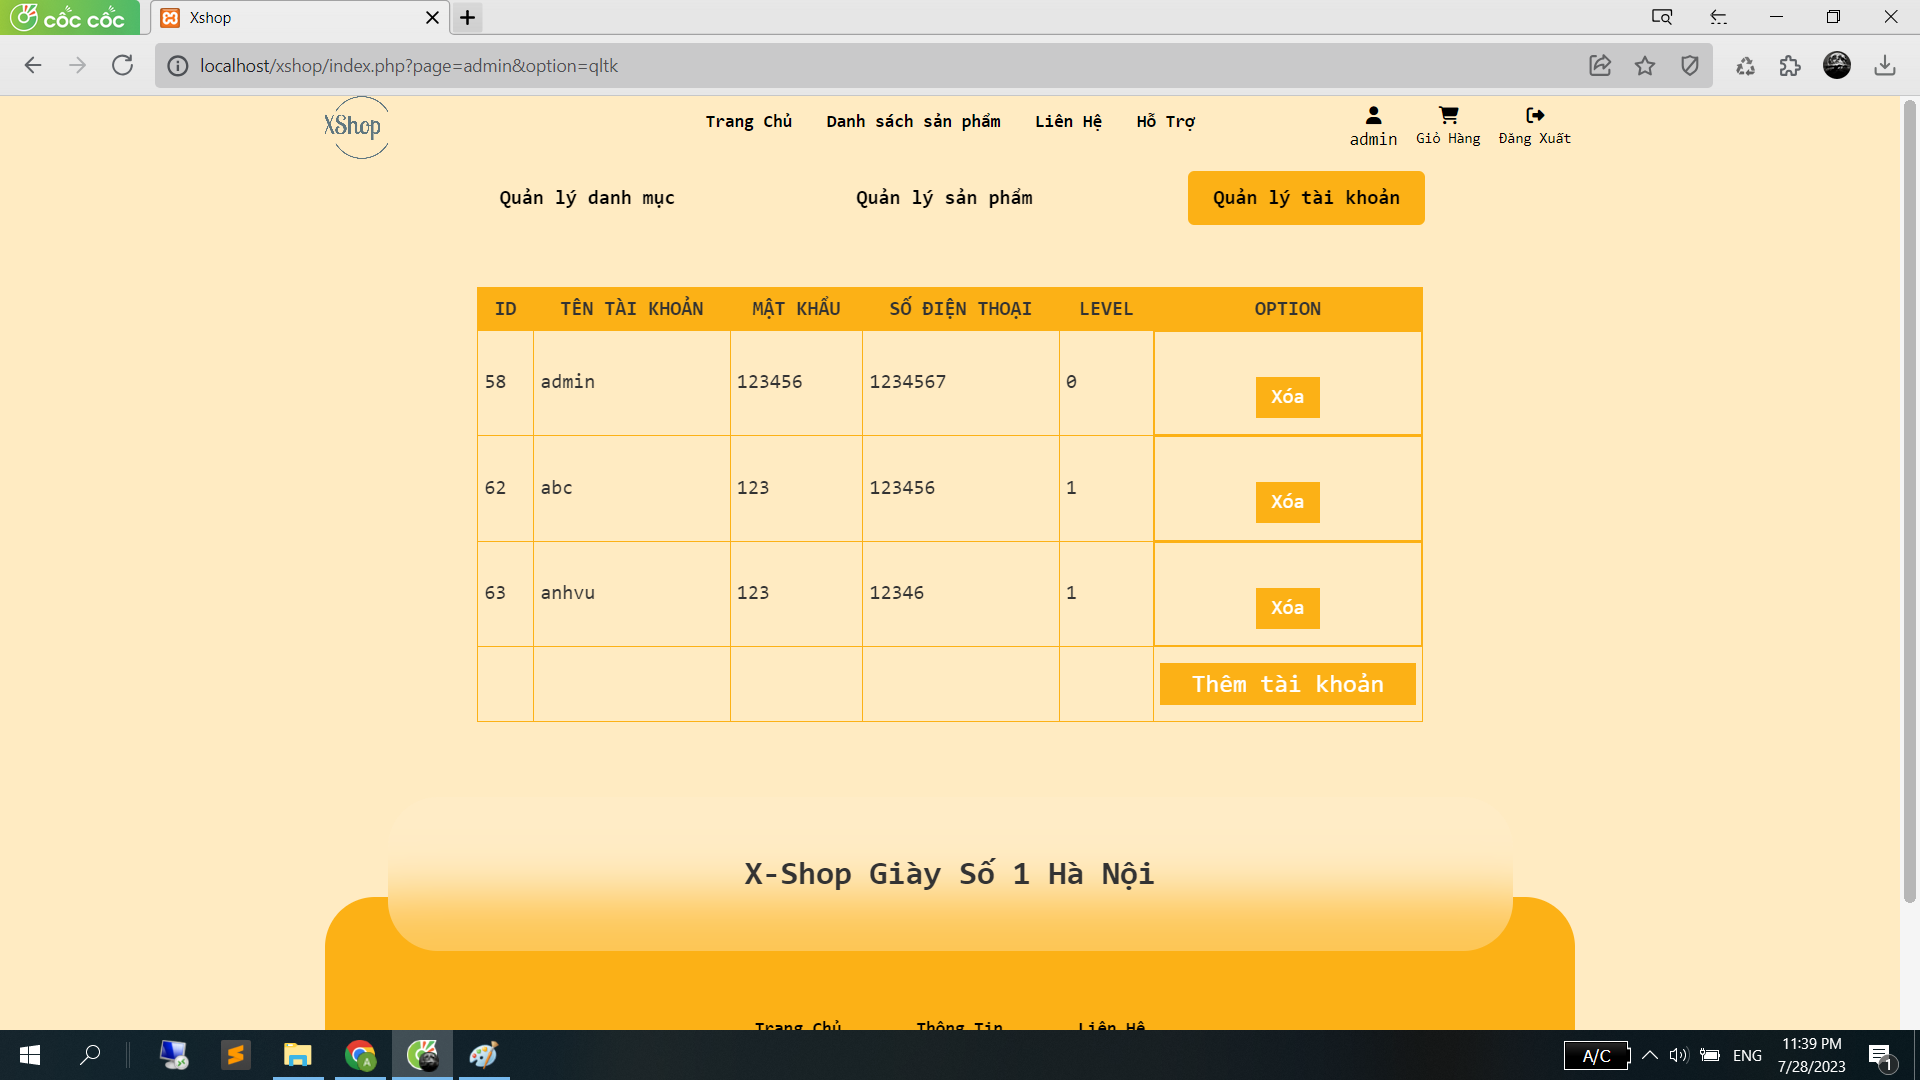 cốc cốc
Xshop
localhost/xshop/index.php?page=admin&option=qltk
XShop
Trang Chủ Danh sách sản phẩm Liên Hệ Hỗ Trợ
admin Giỏ Hàng Đăng Xuất
Quản lý danh mục Quản lý sản phẩm Quản lý tài khoản
ID TÊN TÀI KHOẢN MẬT KHẨU SỐ ĐIỆN THOẠI LEVEL OPTION
58 admin 123456 1234567 0 Xóa
62 abc 123 123456 1 Xóa
63 anhvu 123 12346 1 Xóa
Thêm tài khoản
X-Shop Giày Số 1 Hà Nội
Trang Chủ Thông Tin Liên Hệ
A/C ENG 11:39 PM
7/28/2023 1